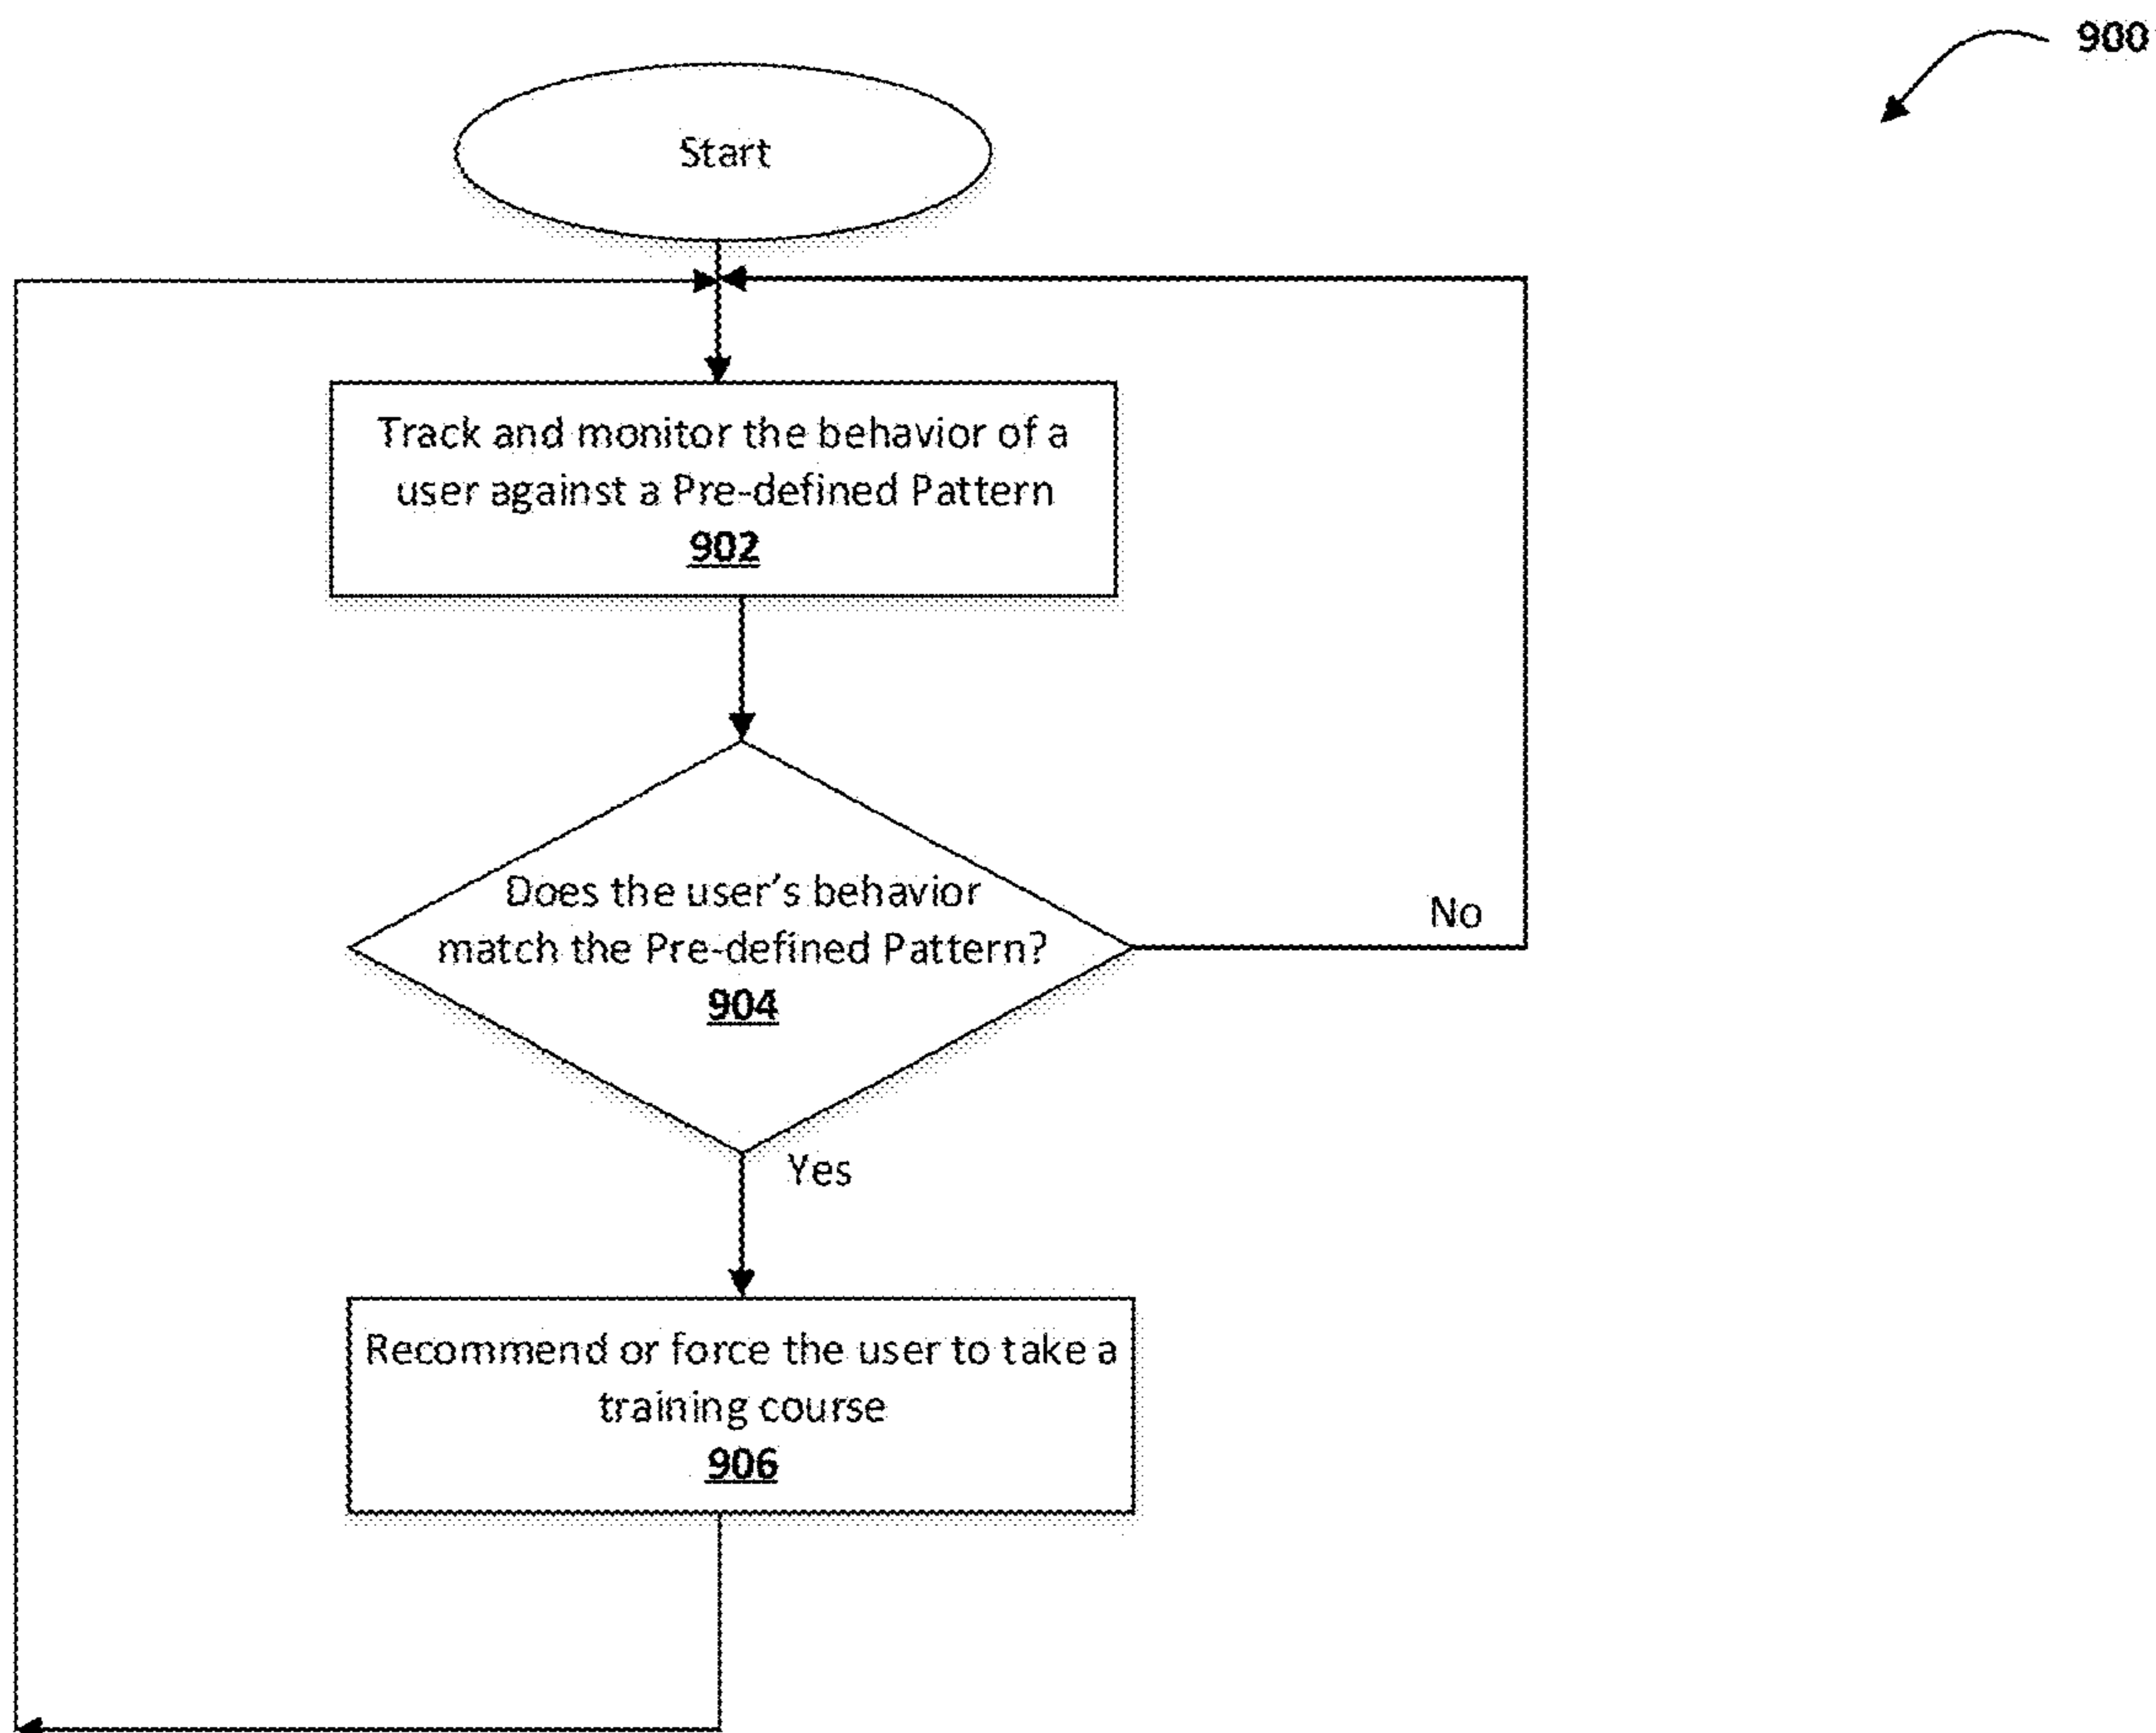 900
Start
Track and monitor the behavior of a
user against a Pre-defined Pattern
902
Does the user's behavior
match the Pre-defined Pattern?
904
No
Yes
Recommend or force the user to take a
training course
906